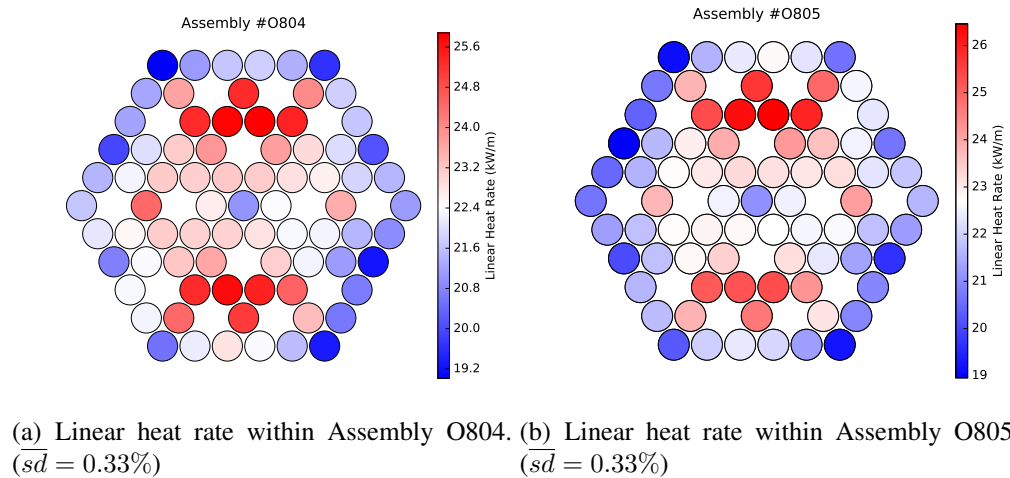 Assembly #O804
25.6
24.8
24.0
23.2
22.4
21.6
20.8
20.0
19.2
Linear Heat Rate (kW/m)
Assembly #O805
26
25
24
23
22
21
20
19
Linear Heat Rate (kW/m)
(a) Linear heat rate within Assembly O804.
(sd = 0.33%)
(b) Linear heat rate within Assembly O805
(sd = 0.33%)